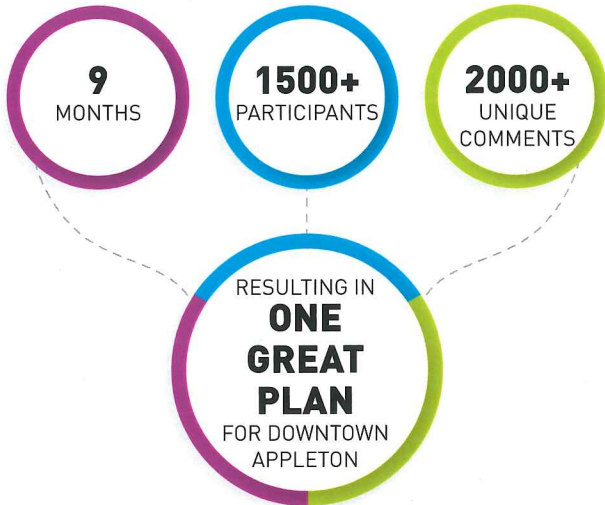 9
MONTHS
1500+
PARTICIPANTS
2000+
UNIQUE
COMMENTS
RESULTING IN
ONE
GREAT
PLAN
FOR DOWNTOWN
APPLETON